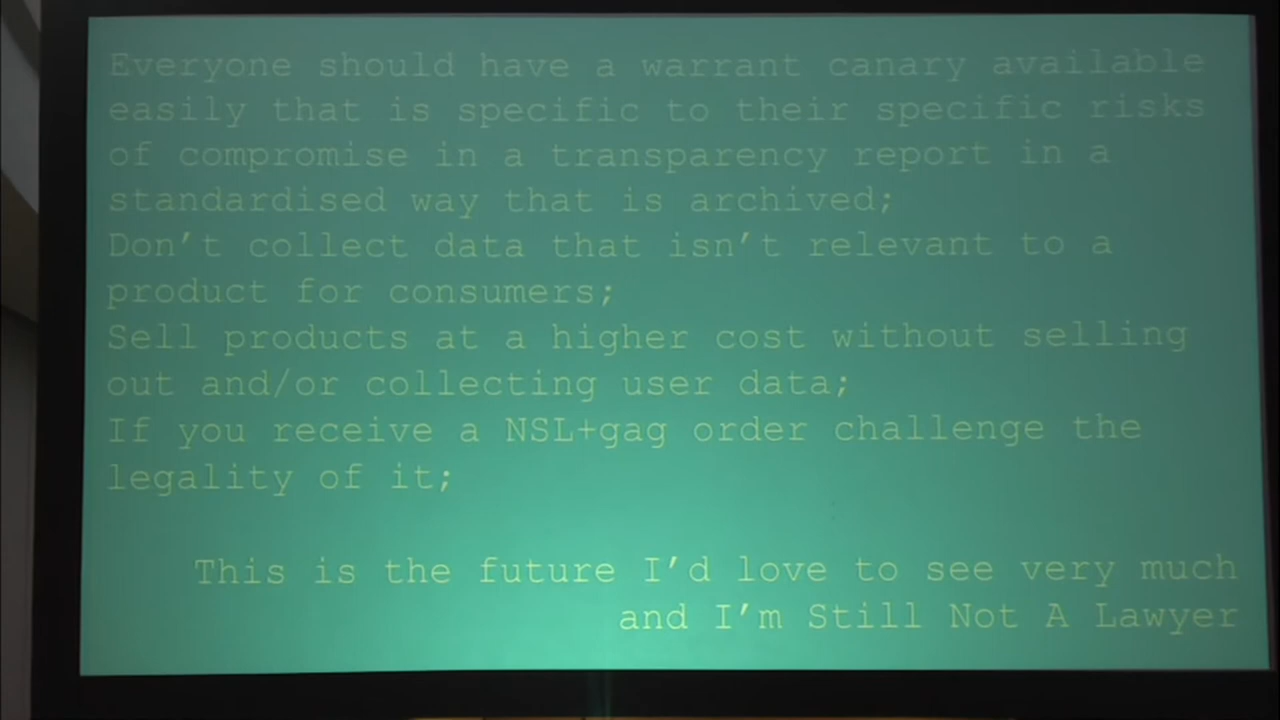 Everyone should have a warrant canary available
easily that is specific to their specific risks
of compromise in a transparency report in a
standardised way that is archived;
Don't collect data that isn't relevant to a
product for consumers;
Sell products at a higher cost without selling
out and/or collecting user data;
If you receive a NSL+gag order challenge the
legality of it;
This is the future I'd love to see very much
and I'm Still Not A Lawyer